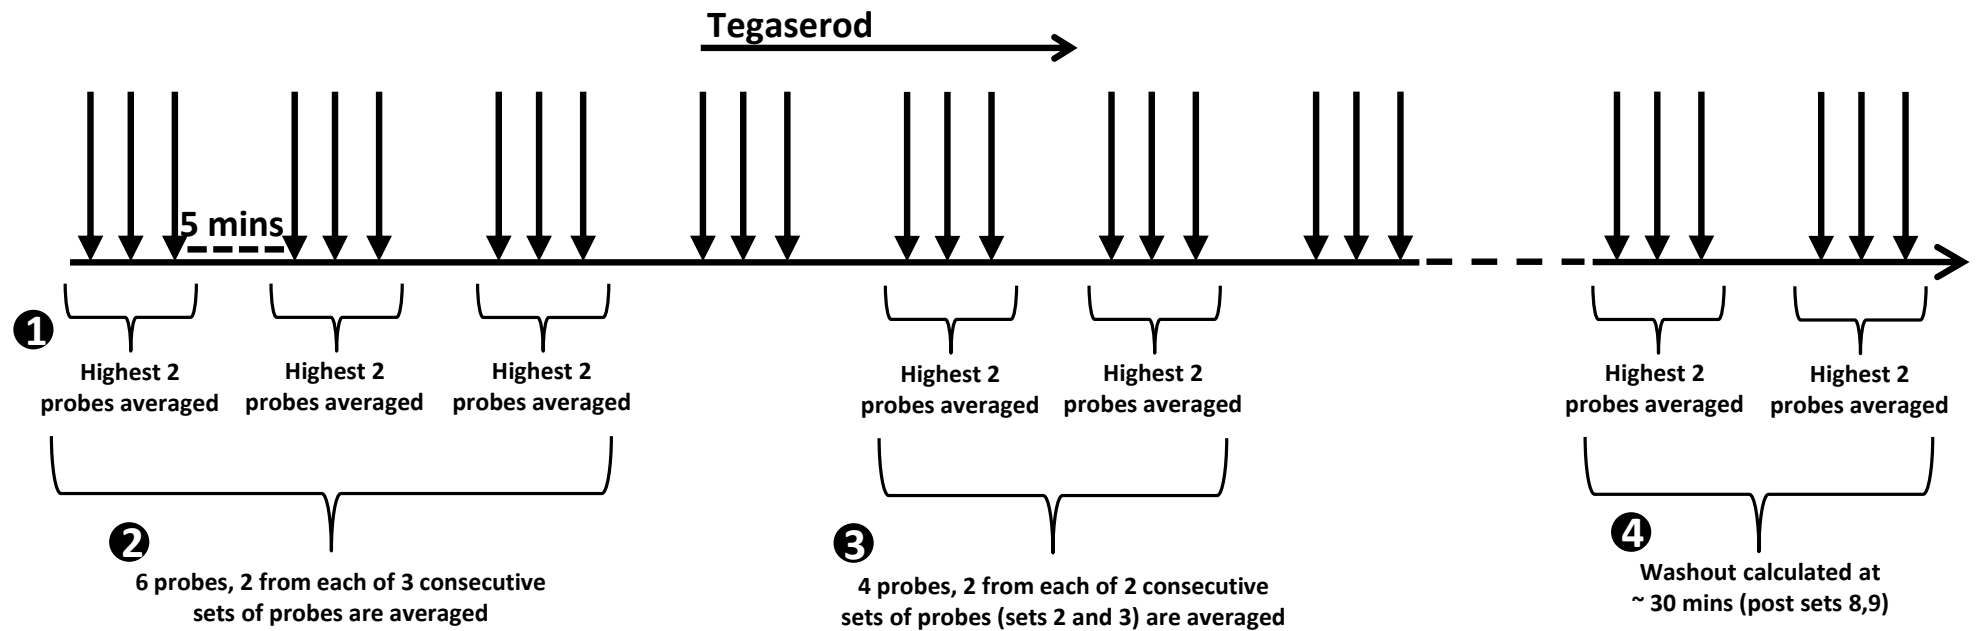 Tegaserod
5 mins
❶
Highest 2
probes averaged
Highest 2
probes averaged
Highest 2
probes averaged
Highest 2
probes averaged
Highest 2
probes averaged
Highest 2
probes averaged
Highest 2
probes averaged
❷
6 probes, 2 from each of 3 consecutive
sets of probes are averaged
❸
4 probes, 2 from each of 2 consecutive
sets of probes (sets 2 and 3) are averaged
❹
Washout calculated at
~ 30 mins (post sets 8,9)